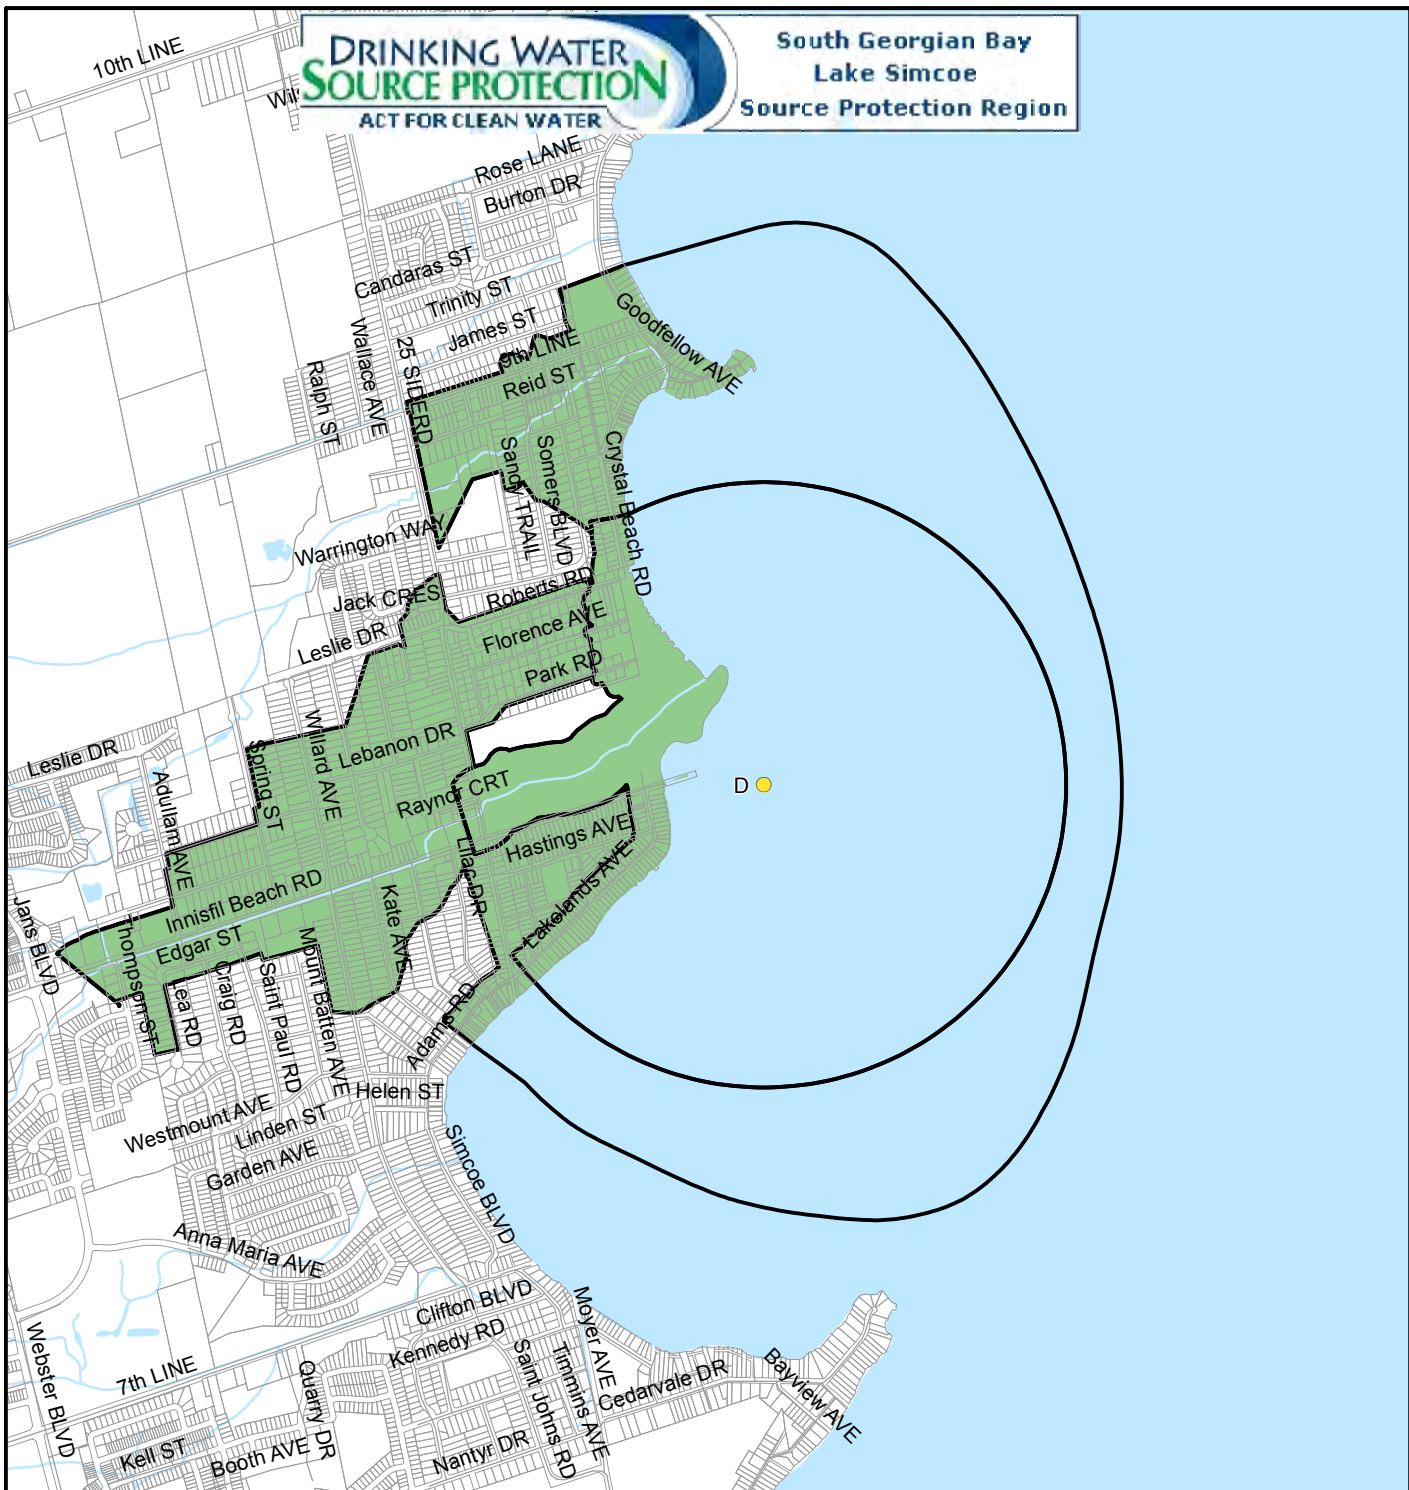 10th LINE
DRINKING WATER
SOURCE PROTECTION
ACT FOR CLEAN WATER
South Georgian Bay
Lake Simcoe
Source Protection Region
Rose LANE
Burton DR
Candaras ST
Trinity ST
James ST
Goodfellow AVE
9th LINE
Reid ST
Wallace AVE
25 SIDERD
Ralph ST
Sandy TRAIL
Somers BLVD
Crystal Beach RD
Warrington WAY
Jack CRES
Roberts RD
Leslie DR
Florence AVE
Park RD
Willard AVE
Lebanon DR
Spring ST
Leslie DR
Adullam AVE
Raynor CRT
D
Hastings AVE
Lilac DR
Lakelands AVE
Innisfil Beach RD
Kate AVE
Jans BLVD
Thompson ST
Edgar ST
Mount Batten AVE
Lea RD
Craig RD
Saint Paul RD
Adams RD
Helen ST
Westmount AVE
Linden ST
Garden AVE
Simcoe BLVD
Anna Maria AVE
Clifton BLVD
Moyer AVE
Kennedy RD
Webster BLVD
7th LINE
Quarry DR
Saint Johns RD
Timmins AVE
Cedarvale DR
Bayview AVE
Kell ST
Booth AVE
Nantyr DR